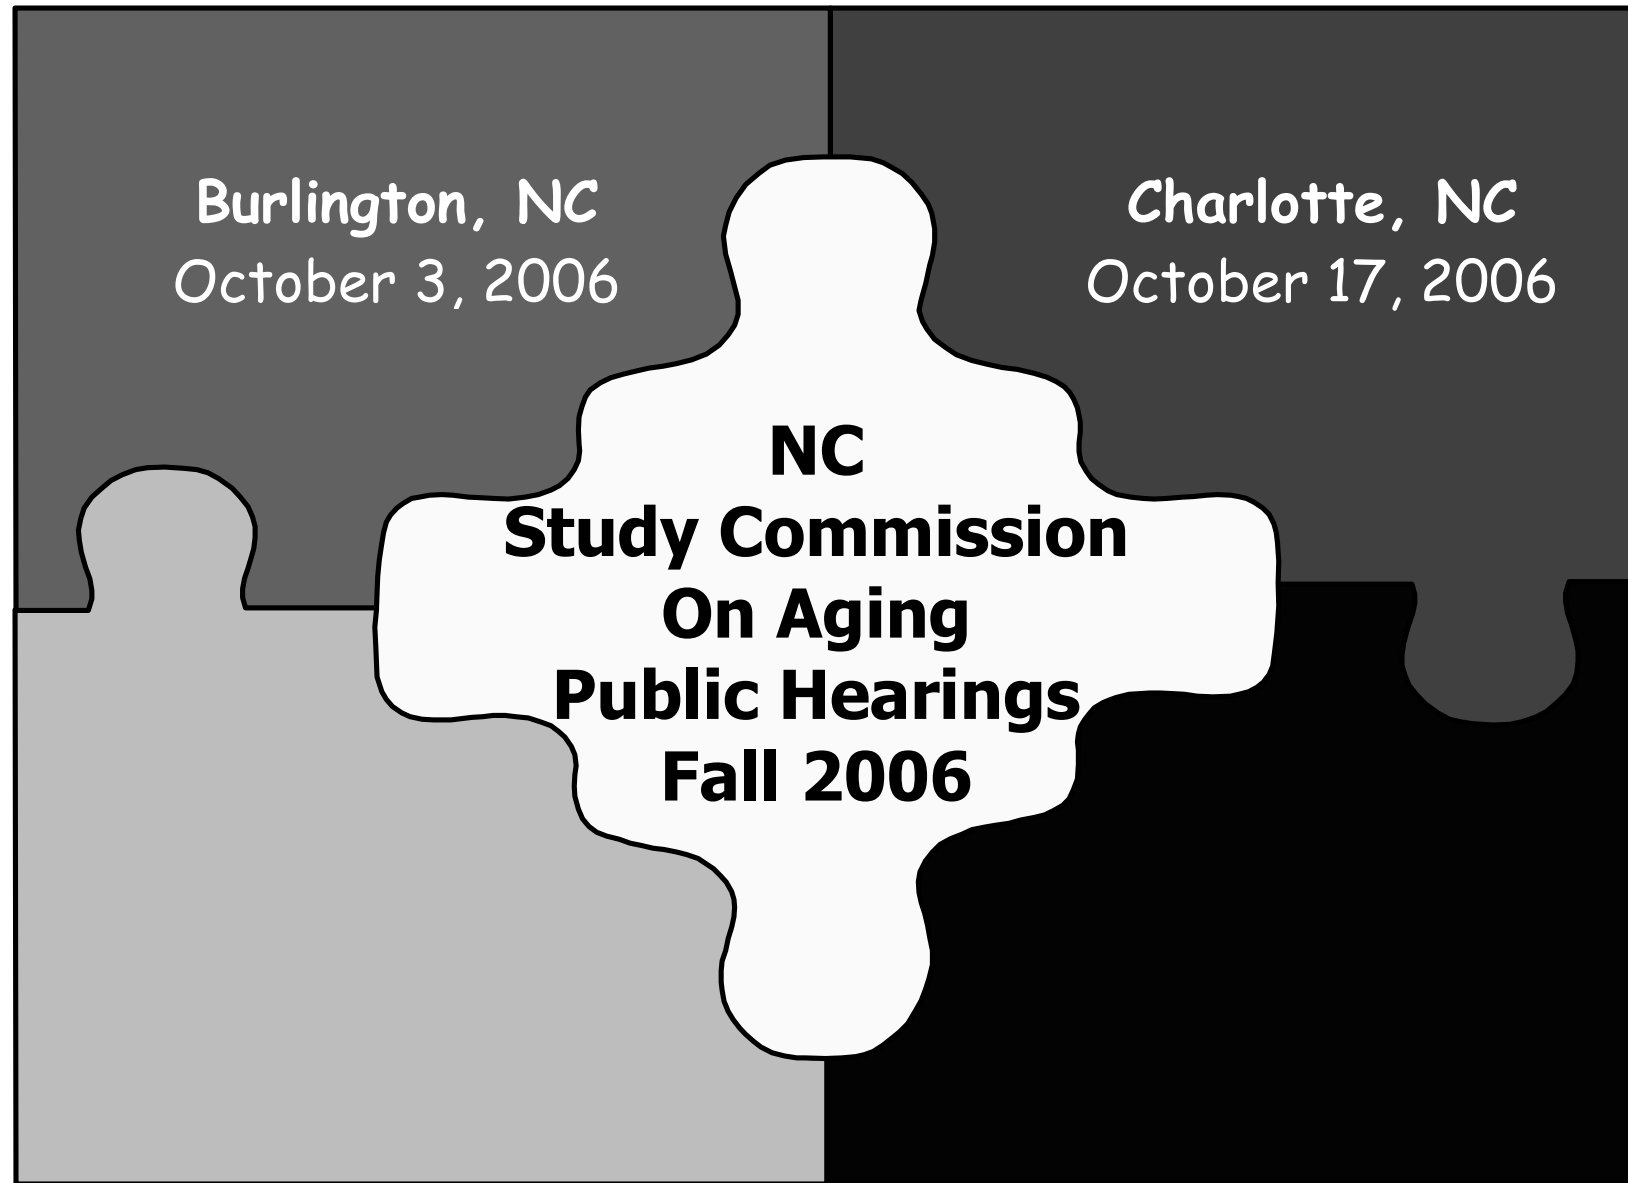 Burlington, NC
October 3, 2006
Charlotte, NC
October 17, 2006
NC
Study Commission
On Aging
Public Hearings
Fall 2006